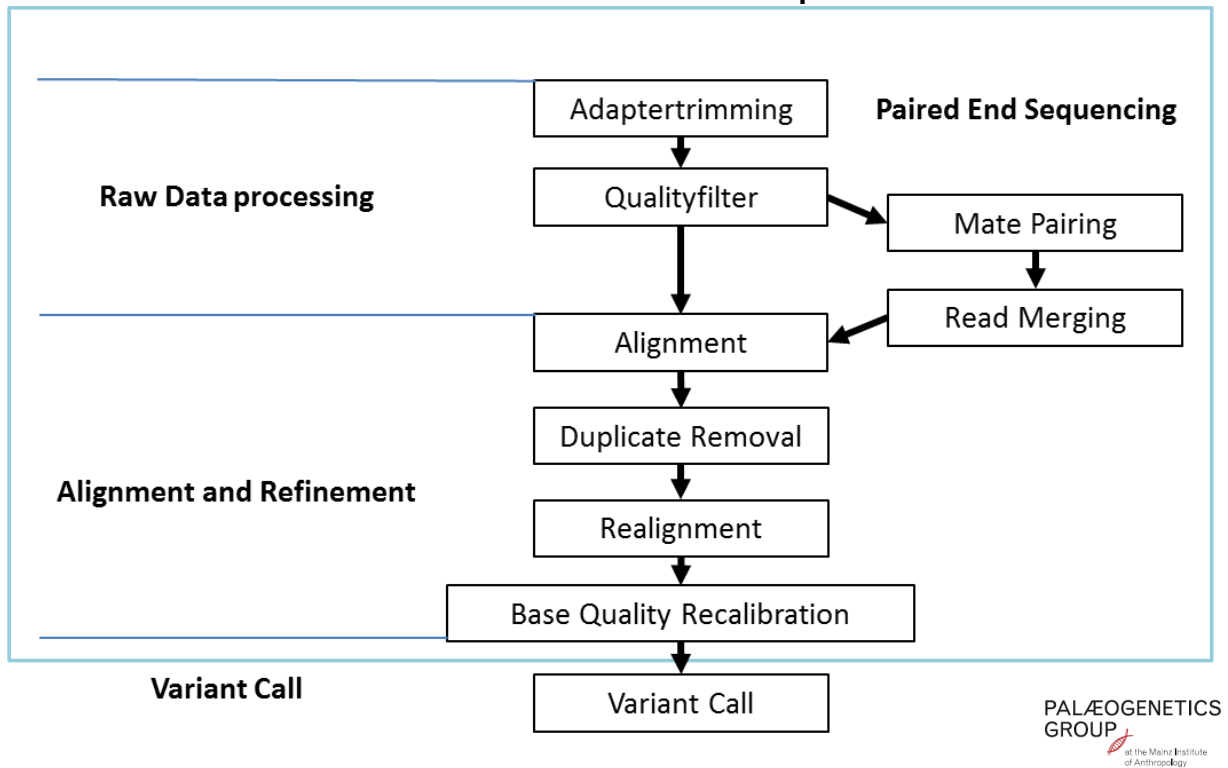 Adaptertrimming
Paired End Sequencing
Raw Data processing
Qualityfilter
Mate Pairing
Read Merging
Alignment
Duplicate Removal
Alignment and Refinement
Realignment
Base Quality Recalibration
Variant Call
Variant Call
PALÆOGENETICS
GROUP
at the Mainz Institute
of Anthropology